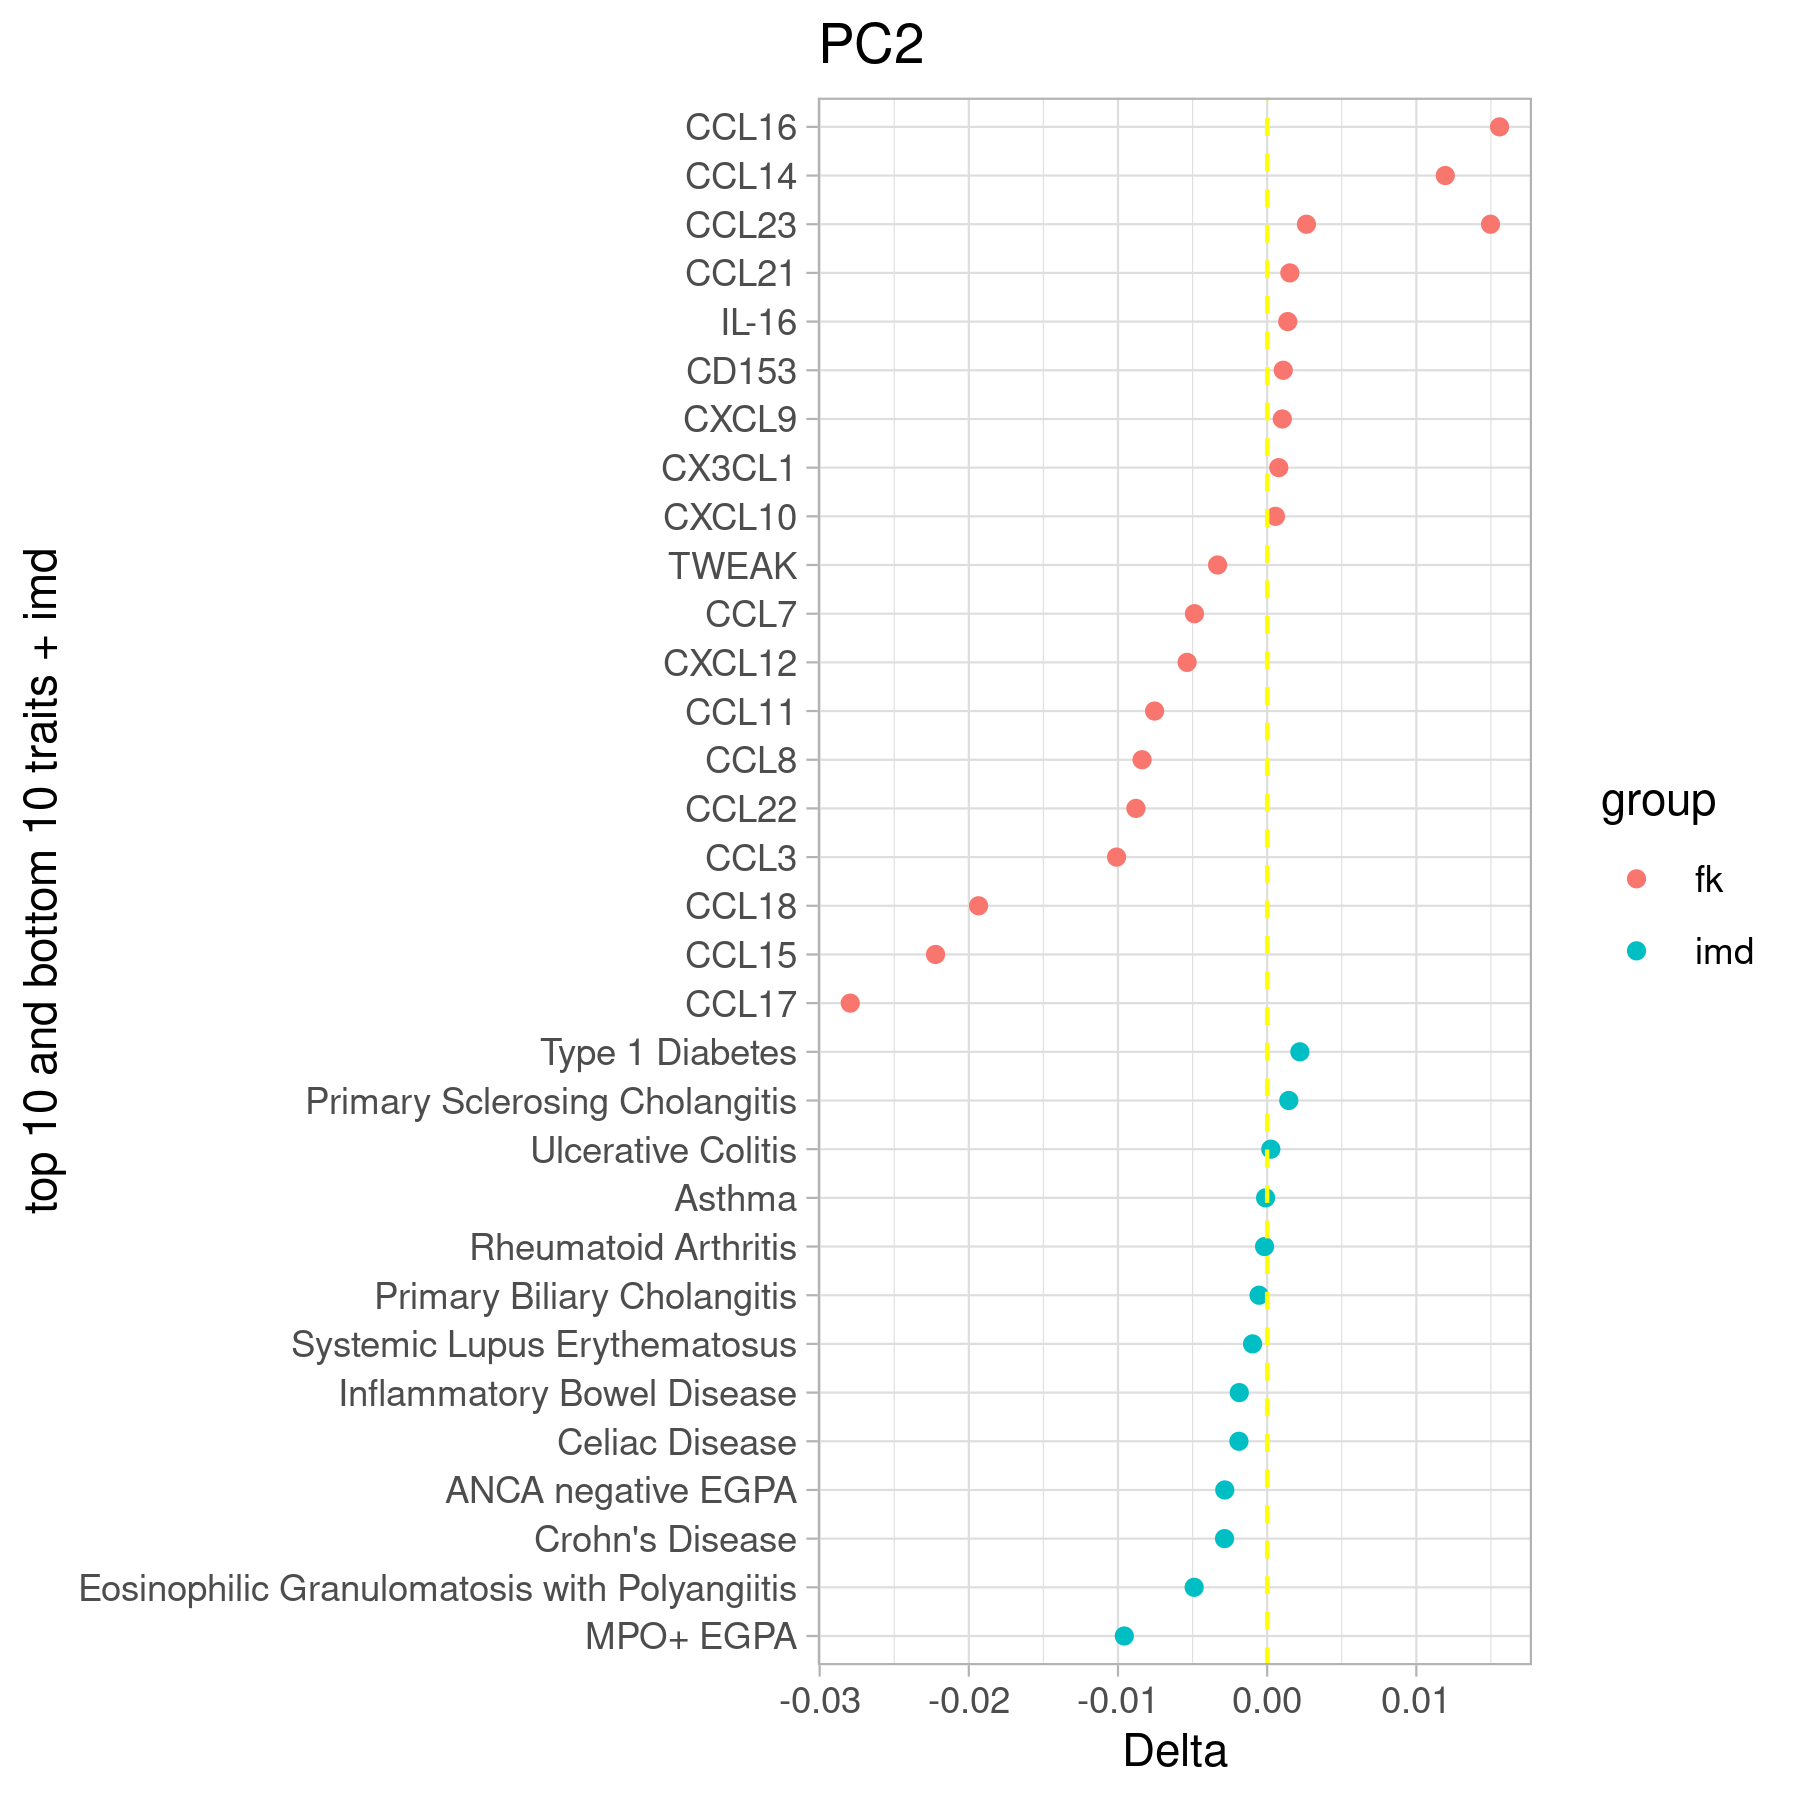 PC2
CCL16
CCL14
CCL23
CCL21
IL-16
CD153
CXCL9
CX3CL1
CXCL10
TWEAK
CCL7
CXCL12
CCL11
CCL8
CCL22
CCL3
CCL18
CCL15
CCL17
Type 1 Diabetes
Primary Sclerosing Cholangitis
Ulcerative Colitis
Asthma
Rheumatoid Arthritis
Primary Biliary Cholangitis
Systemic Lupus Erythematosus
Inflammatory Bowel Disease
Celiac Disease
ANCA negative EGPA
Crohn's Disease
Eosinophilic Granulomatosis with Polyangiitis
MPO+ EGPA
top 10 and bottom 10 traits + imd
-0.03 -0.02 -0.01 0.00 0.01
Delta
group
fk
imd